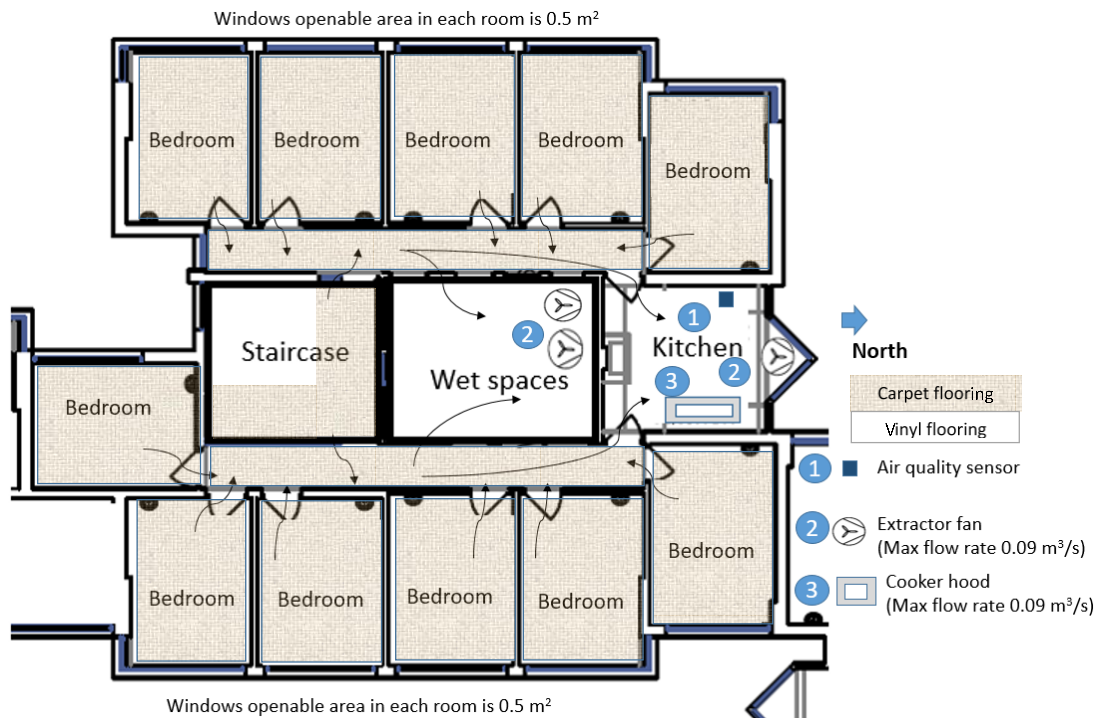 Windows openable area in each room is 0.5 m²
Bedroom
Bedroom
Bedroom
Bedroom
Bedroom
1
2
Kitchen
Staircase
2
3
Wet spaces
North
Carpet flooring
Vinyl flooring
Bedroom
1
Air quality sensor
2
Extractor fan
(Max flow rate 0.09 m³/s)
Bedroom
3
Cooker hood
(Max flow rate 0.09 m³/s)
Bedroom
Bedroom
Bedroom
Bedroom
Windows openable area in each room is 0.5 m²